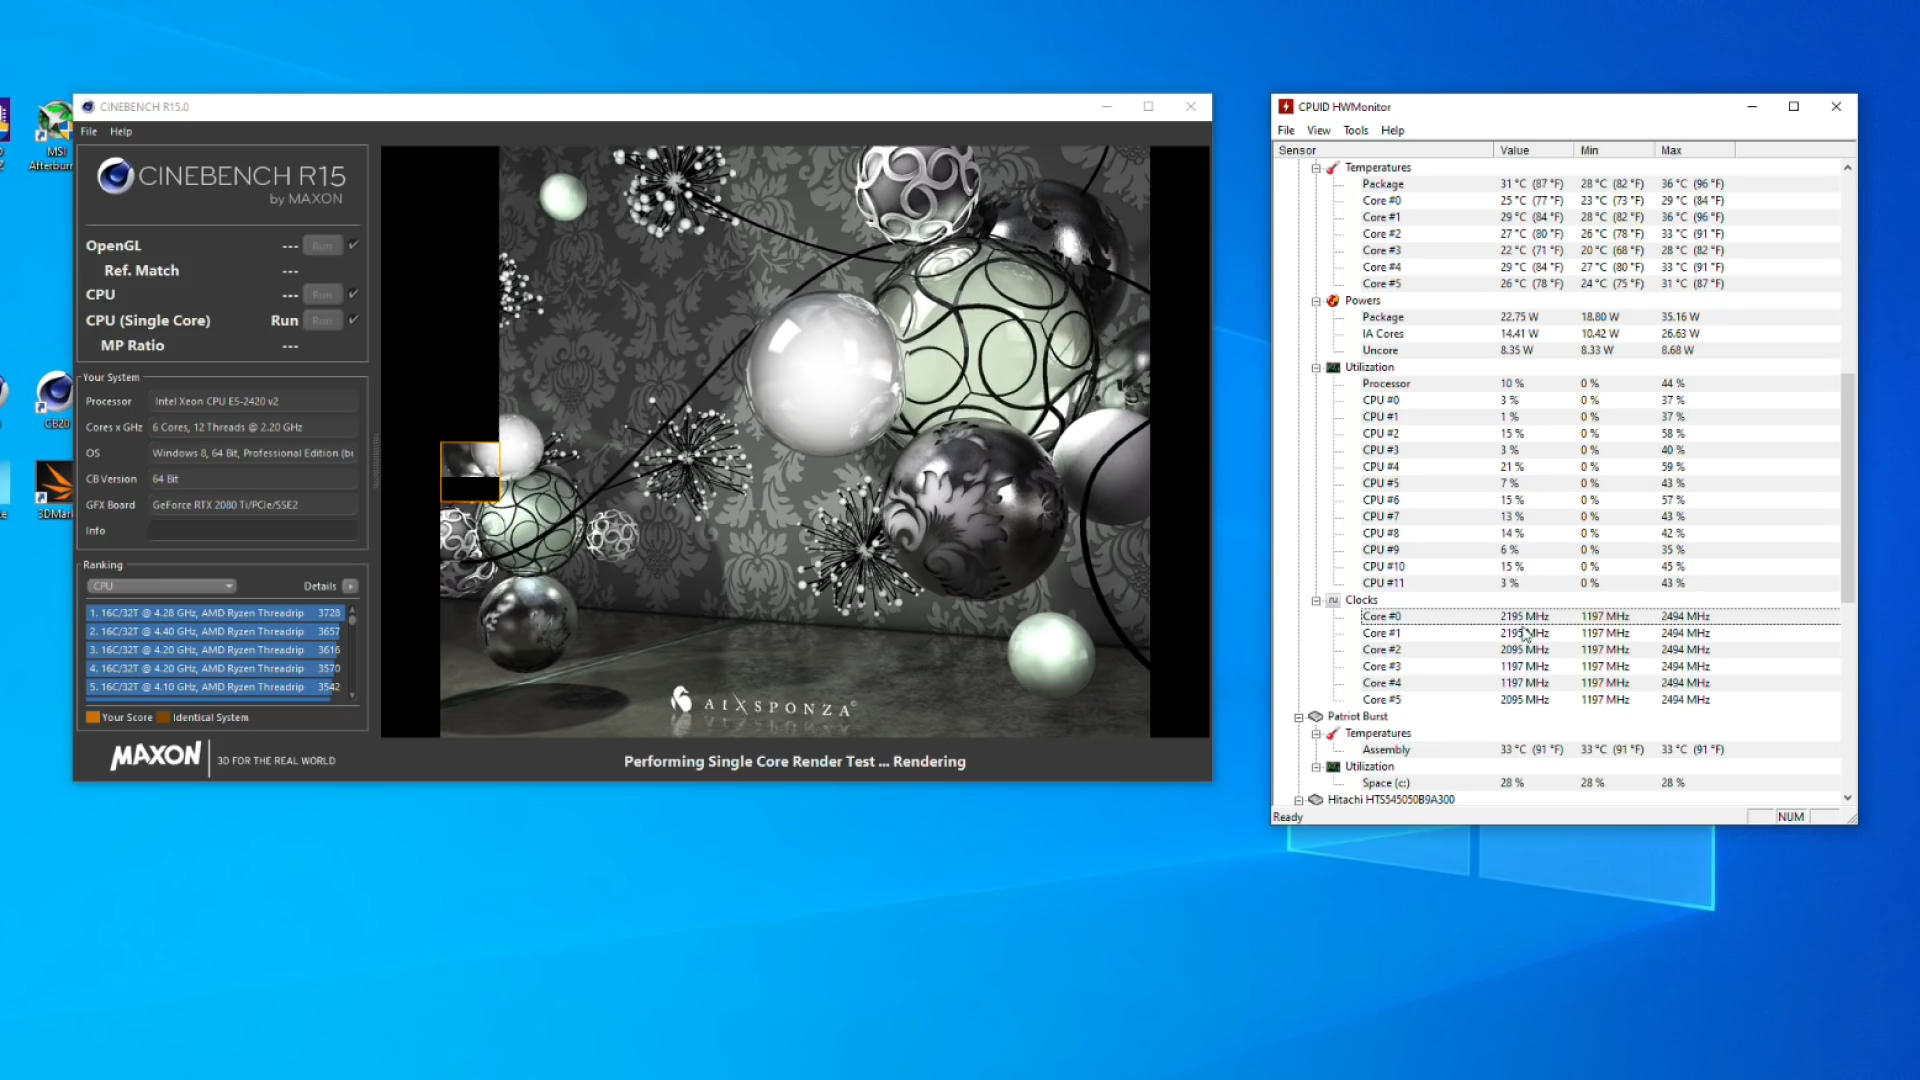 MSI
Afterburn
CB20
3DMark
CINEBENCH R15.0
File Help
CINEBENCH R15
by MAXON
OpenGL --- Run
Ref. Match ---
CPU --- Run
CPU (Single Core) Run Run
MP Ratio ---
Your System
Processor Intel Xeon CPU E5-2420 v2
Cores x GHz 6 Cores, 12 Threads @ 2.20 GHz
OS Windows 8, 64 Bit, Professional Edition (bu
CB Version 64 Bit
GFX Board GeForce RTX 2080 Ti/PCIe/SSE2
Info
Ranking
CPU Details
1. 16C/32T @ 4.28 GHz, AMD Ryzen Threadrip 3728
2. 16C/32T @ 4.40 GHz, AMD Ryzen Threadrip 3657
3. 16C/32T @ 4.20 GHz, AMD Ryzen Threadrip 3616
4. 16C/32T @ 4.20 GHz, AMD Ryzen Threadrip 3570
5. 16C/32T @ 4.10 GHz, AMD Ryzen Threadrip 3542
Your Score Identical System
MAXON 3D FOR THE REAL WORLD
AIXSPONZA©
Performing Single Core Render Test ... Rendering
CPUID HWMonitor
File View Tools Help
Sensor Value Min Max
Temperatures
Package 31 °C (87 °F) 28 °C (82 °F) 36 °C (96 °F)
Core #0 25 °C (77 °F) 23 °C (73 °F) 29 °C (84 °F)
Core #1 29 °C (84 °F) 28 °C (82 °F) 36 °C (96 °F)
Core #2 27 °C (80 °F) 26 °C (78 °F) 33 °C (91 °F)
Core #3 22 °C (71 °F) 20 °C (68 °F) 28 °C (82 °F)
Core #4 29 °C (84 °F) 27 °C (80 °F) 33 °C (91 °F)
Core #5 26 °C (78 °F) 24 °C (75 °F) 31 °C (87 °F)
Powers
Package 22.75 W 18.80 W 35.16 W
IA Cores 14.41 W 10.42 W 26.63 W
Uncore 8.35 W 8.33 W 8.68 W
Utilization
Processor 10 % 0 % 44 %
CPU #0 3 % 0 % 37 %
CPU #1 1 % 0 % 37 %
CPU #2 15 % 0 % 58 %
CPU #3 3 % 0 % 40 %
CPU #4 21 % 0 % 59 %
CPU #5 7 % 0 % 43 %
CPU #6 15 % 0 % 57 %
CPU #7 13 % 0 % 43 %
CPU #8 14 % 0 % 42 %
CPU #9 6 % 0 % 35 %
CPU #10 15 % 0 % 45 %
CPU #11 3 % 0 % 43 %
Clocks
Core #0 2195 MHz 1197 MHz 2494 MHz
Core #1 2195 MHz 1197 MHz 2494 MHz
Core #2 2095 MHz 1197 MHz 2494 MHz
Core #3 1197 MHz 1197 MHz 2494 MHz
Core #4 1197 MHz 1197 MHz 2494 MHz
Core #5 2095 MHz 1197 MHz 2494 MHz
Patriot Burst
Temperatures
Assembly 33 °C (91 °F) 33 °C (91 °F) 33 °C (91 °F)
Utilization
Space (c:) 28 % 28 % 28 %
Hitachi HTS545050B9A300
Ready NUM